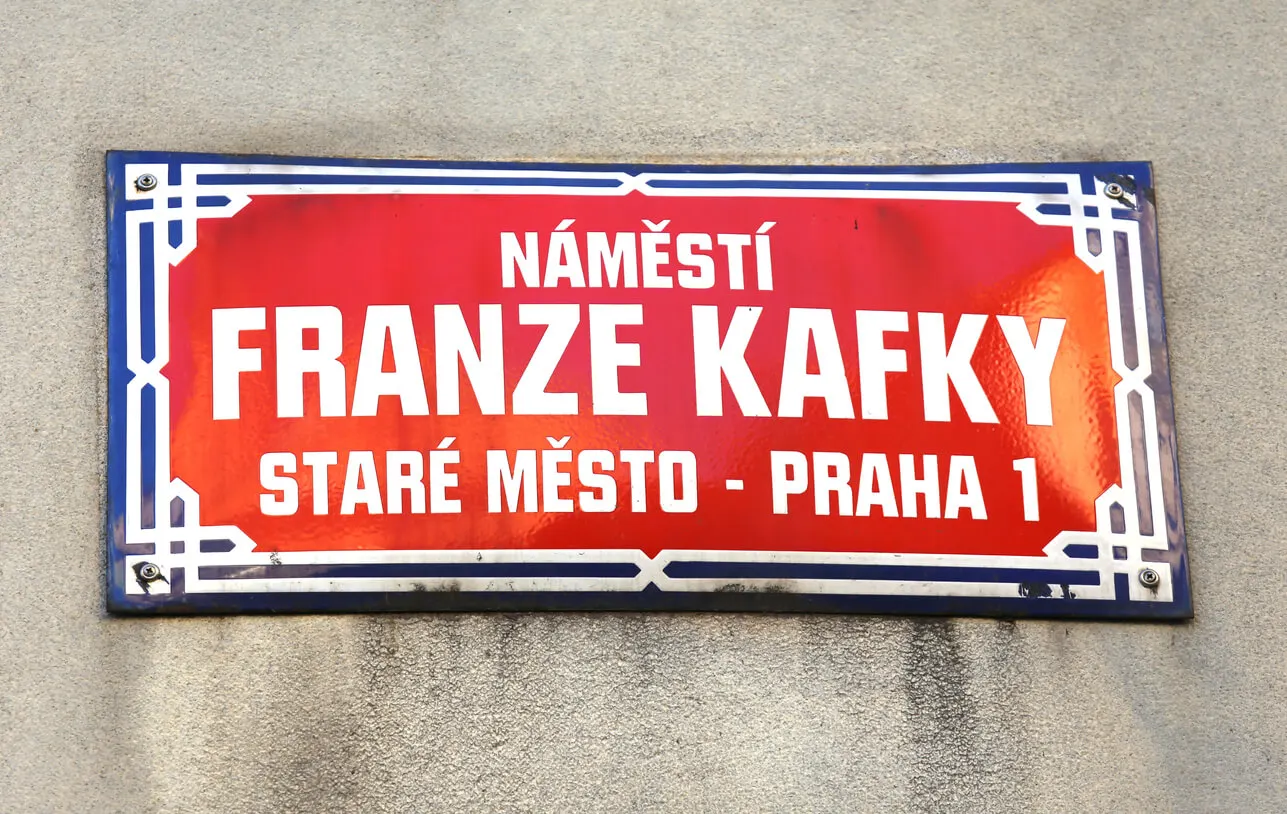 NÁMĚSTÍ
FRANZE KAFKY
STARÉ MĚSTO - PRAHA 1